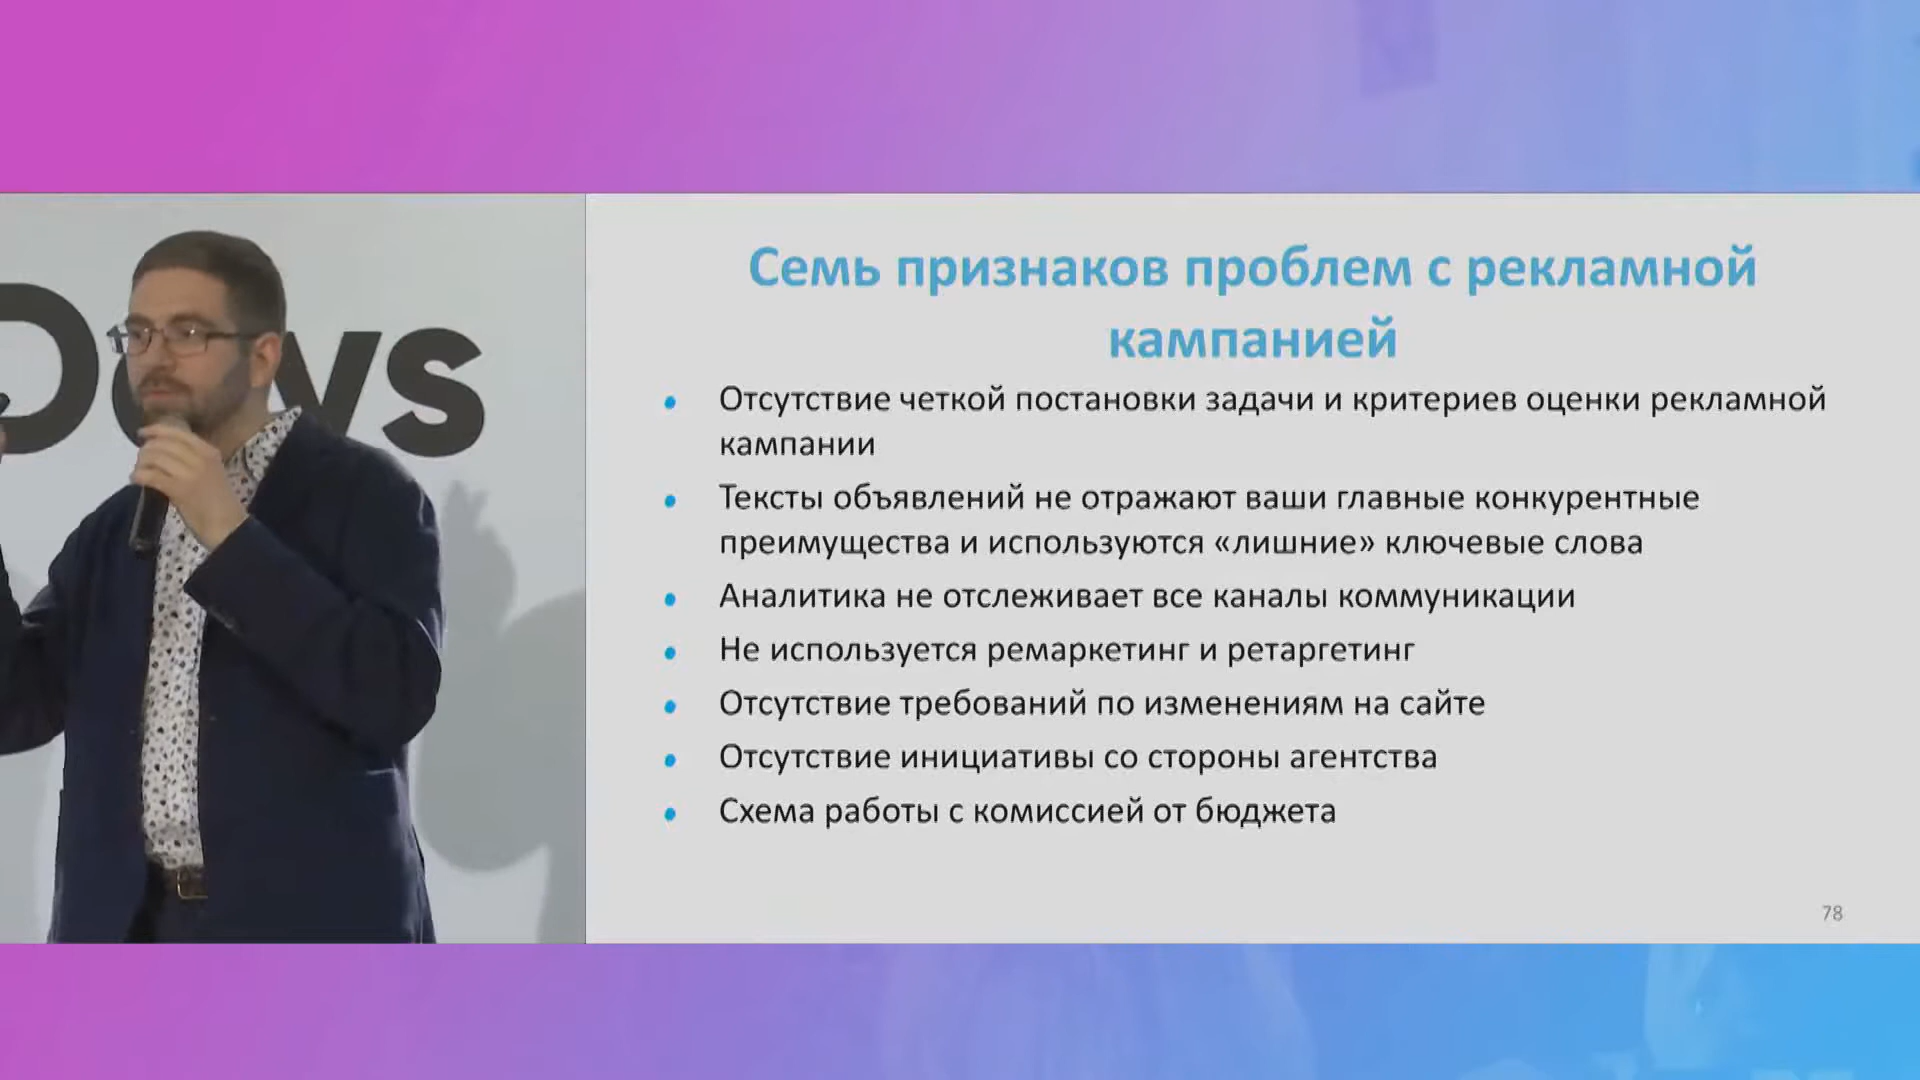 Days
Семь признаков проблем с рекламной
кампанией
• Отсутствие четкой постановки задачи и критериев оценки рекламной
кампании
• Тексты объявлений не отражают ваши главные конкурентные
преимущества и используются «лишние» ключевые слова
• Аналитика не отслеживает все каналы коммуникации
• Не используется ремаркетинг и ретаргетинг
• Отсутствие требований по изменениям на сайте
• Отсутствие инициативы со стороны агентства
• Схема работы с комиссией от бюджета
78